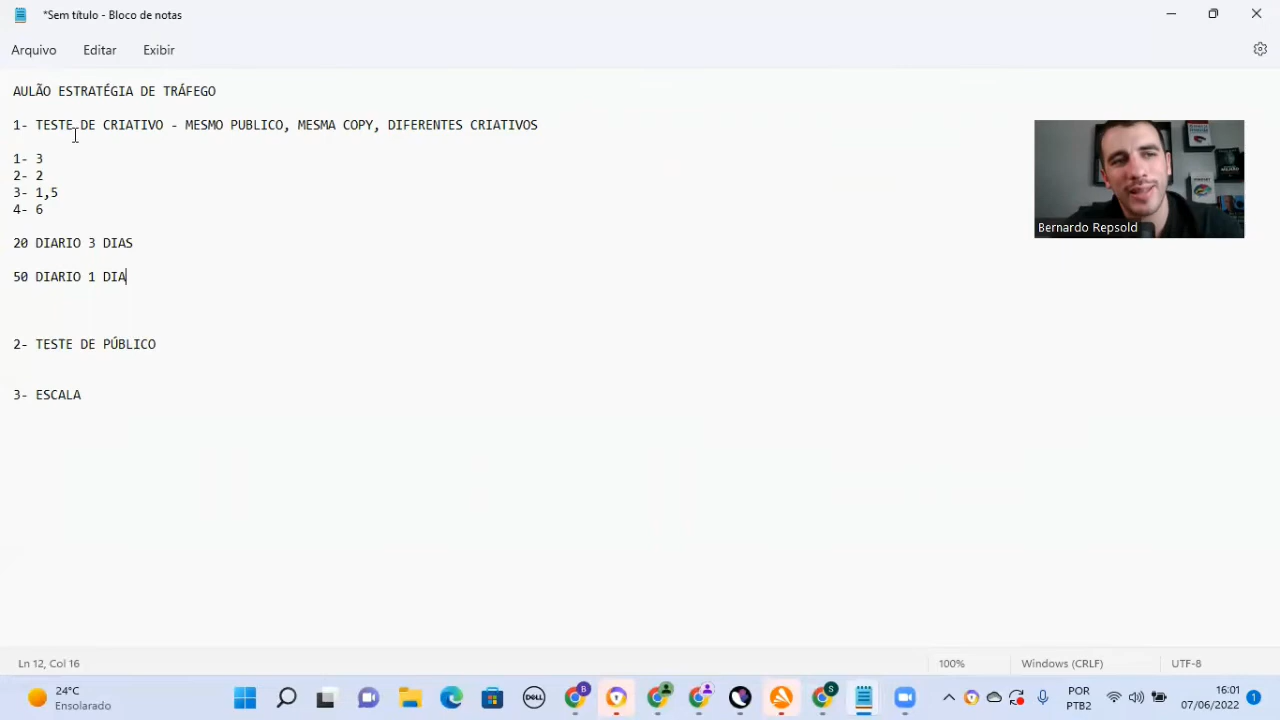 *Sem título - Bloco de notas
Arquivo Editar Exibir
AULÃO ESTRATÉGIA DE TRÁFEGO
1- TESTE DE CRIATIVO - MESMO PUBLICO, MESMA COPY, DIFERENTES CRIATIVOS
1- 3
2- 2
3- 1,5
4- 6
20 DIARIO 3 DIAS
50 DIARIO 1 DIA
2- TESTE DE PÚBLICO
3- ESCALA
Bernardo Repsold
Ln 12, Col 16
100%
Windows (CRLF)
UTF-8
24°C
Ensolarado
DELL
B
S
POR
PTB2
16:01
07/06/2022
1